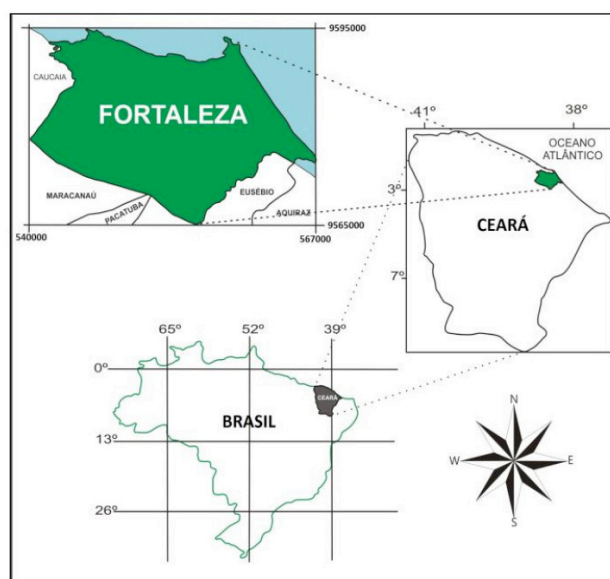 9595000
CAUCAIA
FORTALEZA
MARACANAÚ
PACATUBA
EUSÉBIO
AQUIRAZ
9565000
540000
567000
41º
38º
OCEANO
ATLÂNTICO
3º
CEARÁ
7º
65º
52º
39º
0º
CEARÁ
BRASIL
13º
26º
N
W
E
S